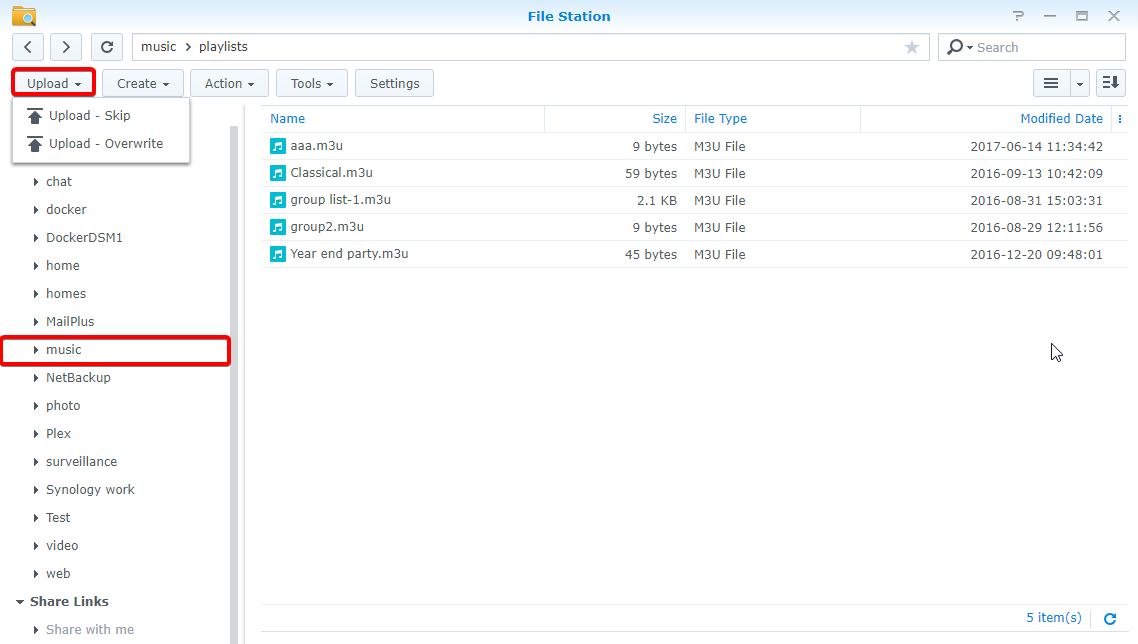 File Station
music > playlists
Search
Upload
Create
Action
Tools
Settings
Upload - Skip
Upload - Overwrite
chat
docker
DockerDSM1
home
homes
MailPlus
music
NetBackup
photo
Plex
surveillance
Synology work
Test
video
web
Share Links
Share with me
Name Size File Type Modified Date
aaa.m3u 9 bytes M3U File 2017-06-14 11:34:42
Classical.m3u 59 bytes M3U File 2016-09-13 10:42:09
group list-1.m3u 2.1 KB M3U File 2016-08-31 15:03:31
group2.m3u 9 bytes M3U File 2016-08-29 12:11:56
Year end party.m3u 45 bytes M3U File 2016-12-20 09:48:01
5 item(s)